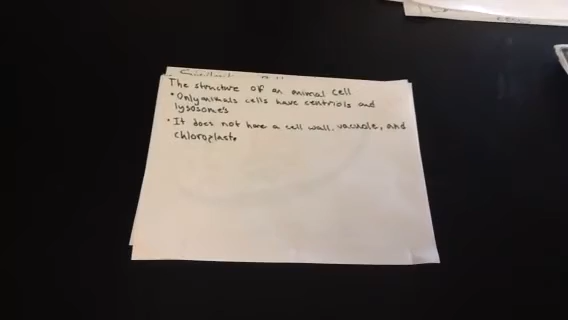 The structure of an animal cell
• Only animals cells have centriols and
lysosomes
• It does not have a cell wall, vacuole, and
chloroplasts